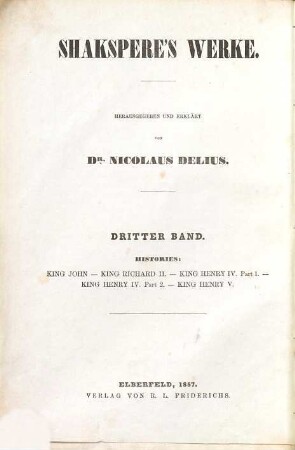 SHAKSPERE'S WERKE.
HERAUSGEGEBEN UND ERKLÄRT
VON
DR. NICOLAUS DELIUS.
DRITTER BAND.
HISTORIES:
KING JOHN — KING RICHARD II. — KING HENRY IV. Part 1. —
KING HENRY IV. Part 2. — KING HENRY V.
ELBERFELD, 1857.
VERLAG VON R. L. FRIDERICHS.